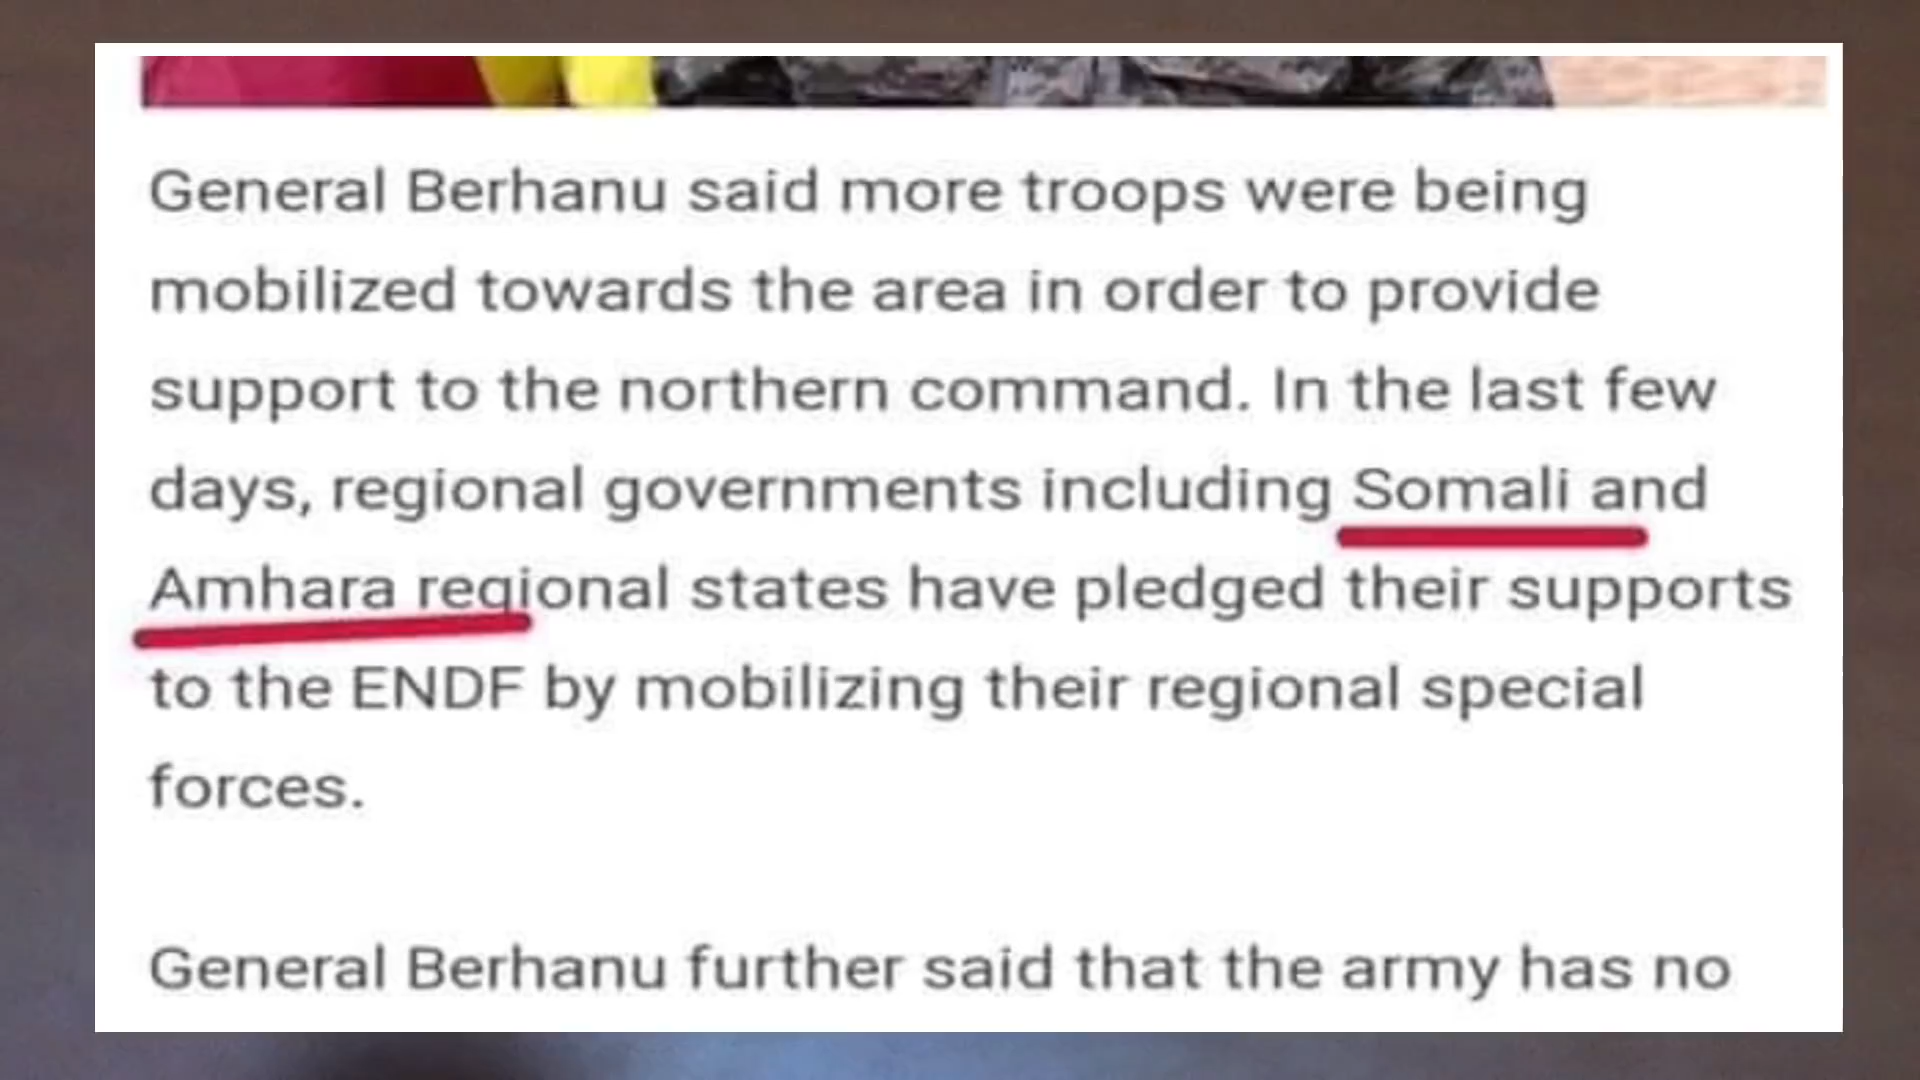 General Berhanu said more troops were being
mobilized towards the area in order to provide
support to the northern command. In the last few
days, regional governments including Somali and
Amhara regional states have pledged their supports
to the ENDF by mobilizing their regional special
forces.
General Berhanu further said that the army has no